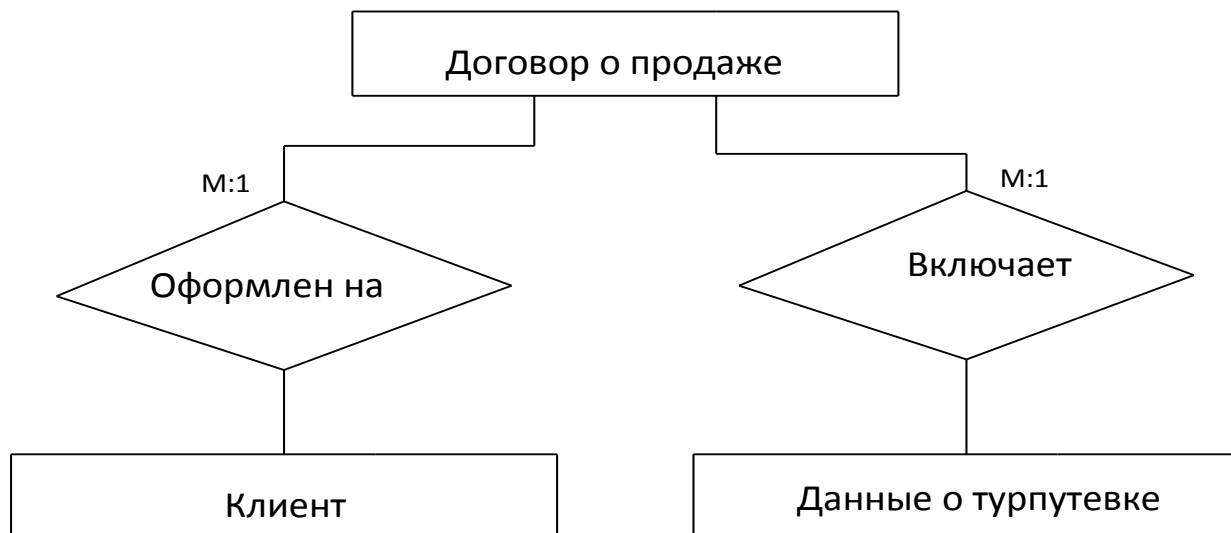 Договор о продаже
М:1
М:1
Оформлен на
Включает
Клиент
Данные о турпутевке